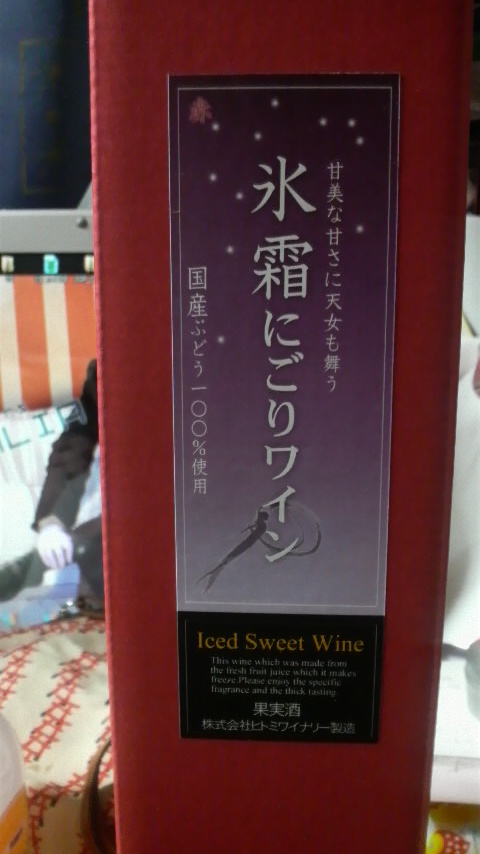 赤
甘美な甘さに天女も舞う
氷霜にごりワイン
国産ぶどう一〇〇%使用
Iced Sweet Wine
This wine which was made from
the fresh fruit juice which it makes
freeze.Please enjoy the specific
fragrance and the thick tasting
果実酒
株式会社ヒトミワイナリー製造